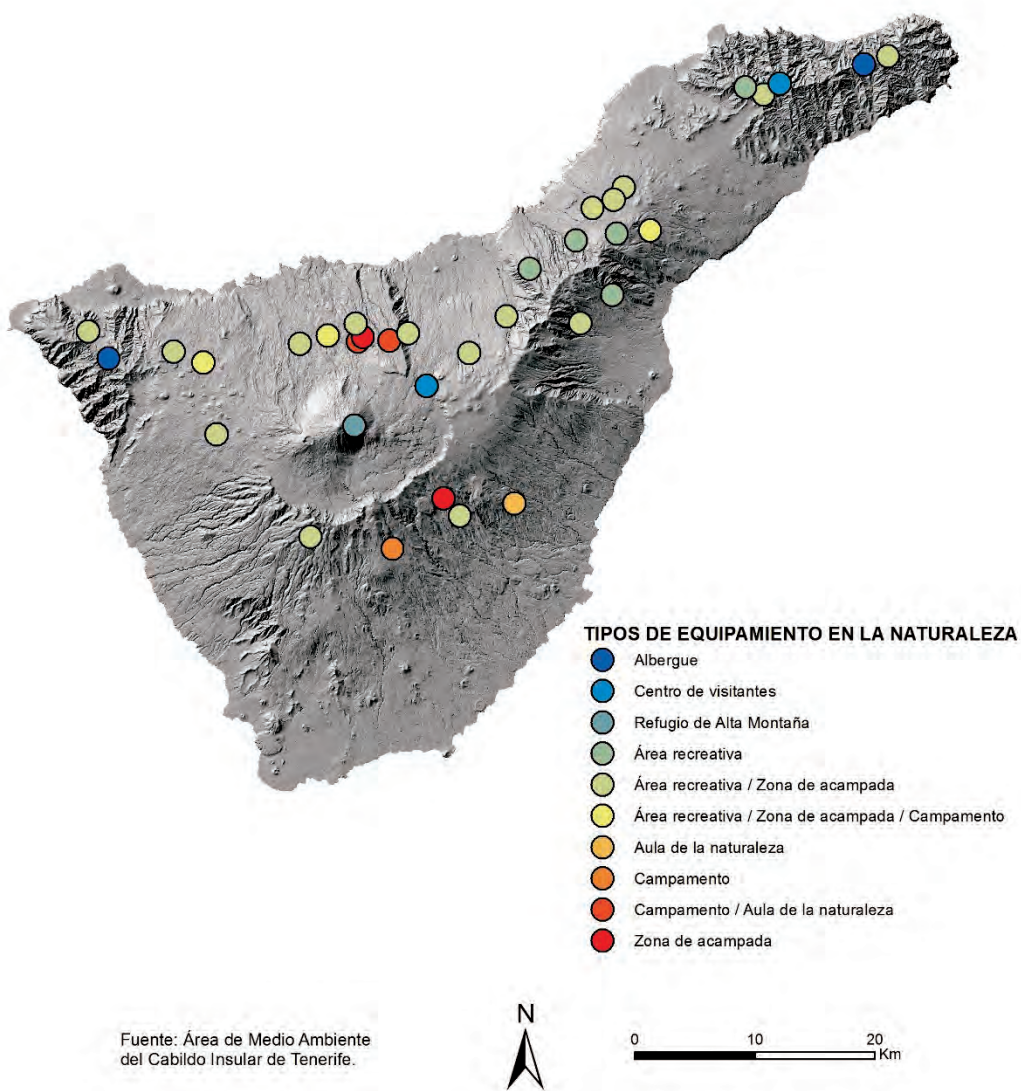 TIPOS DE EQUIPAMIENTO EN LA NATURALEZA
Albergue
Centro de visitantes
Refugio de Alta Montaña
Área recreativa
Área recreativa / Zona de acampada
Área recreativa / Zona de acampada / Campamento
Aula de la naturaleza
Campamento
Campamento / Aula de la naturaleza
Zona de acampada
Fuente: Área de Medio Ambiente
del Cabildo Insular de Tenerife.
N
0 10 20
Km